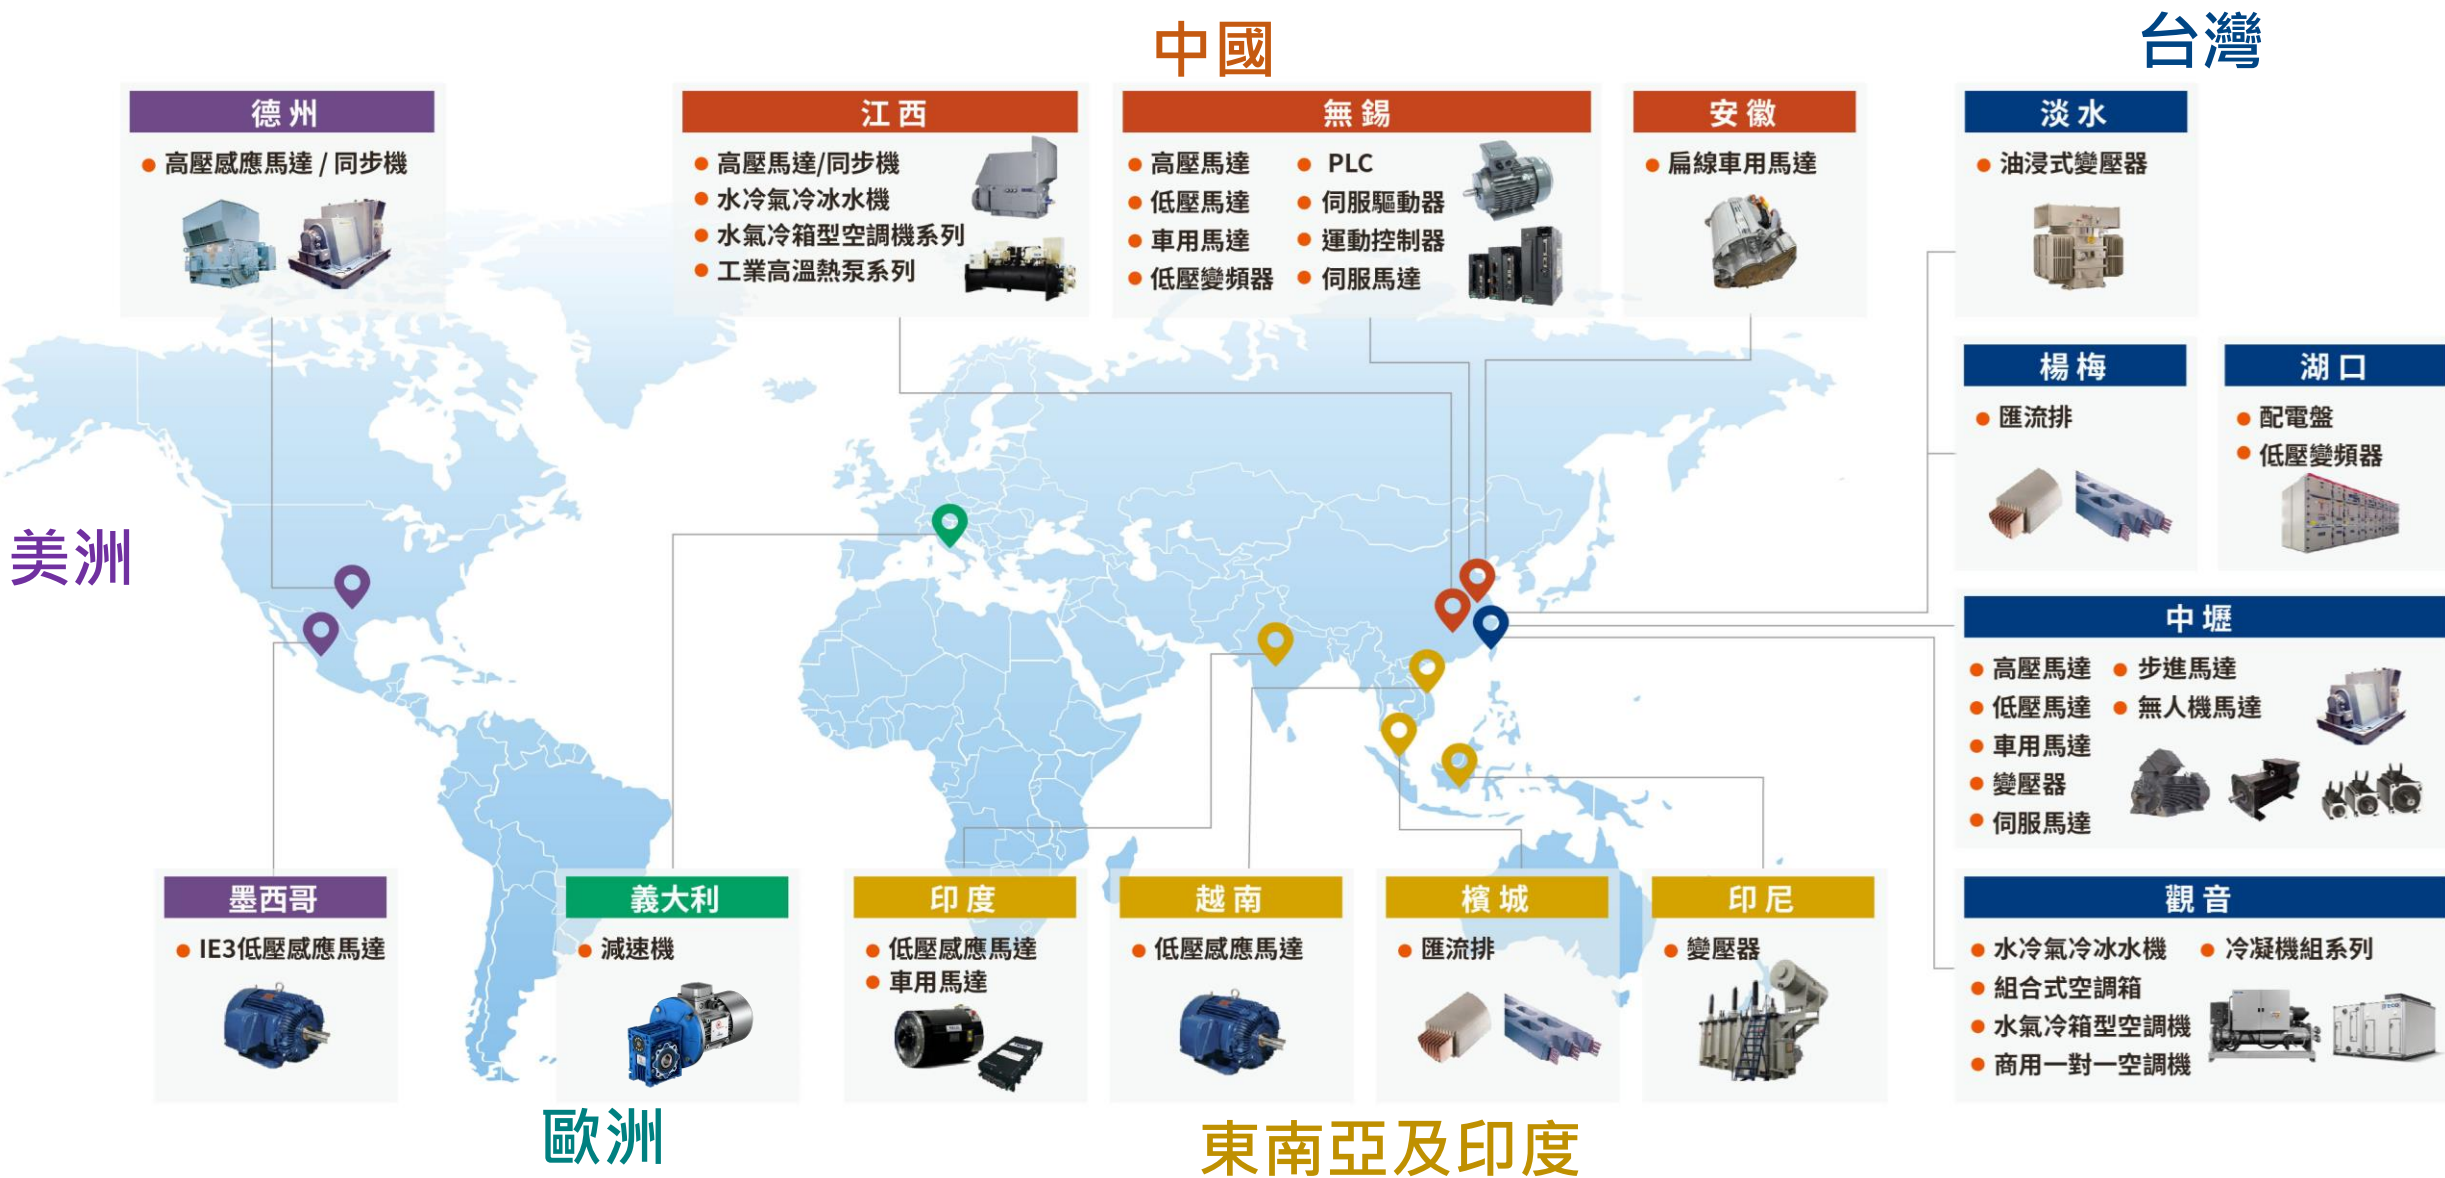 中國
台灣
德州
高壓感應馬達 / 同步機
江西
高壓馬達/同步機
水冷氣冷冰水機
水氣冷箱型空調機系列
工業高溫熱泵系列
無錫
高壓馬達
低壓馬達
車用馬達
低壓變頻器
PLC
伺服驅動器
運動控制器
伺服馬達
安徽
扁線車用馬達
淡水
油浸式變壓器
楊梅
匯流排
湖口
配電盤
低壓變頻器
美洲
中壢
高壓馬達
低壓馬達
車用馬達
變壓器
伺服馬達
步進馬達
無人機馬達
墨西哥
IE3低壓感應馬達
義大利
減速機
印度
低壓感應馬達
車用馬達
越南
低壓感應馬達
檳城
匯流排
印尼
變壓器
觀音
水冷氣冷冰水機
組合式空調箱
水氣冷箱型空調機
商用一對一空調機
冷凝機組系列
歐洲
東南亞及印度